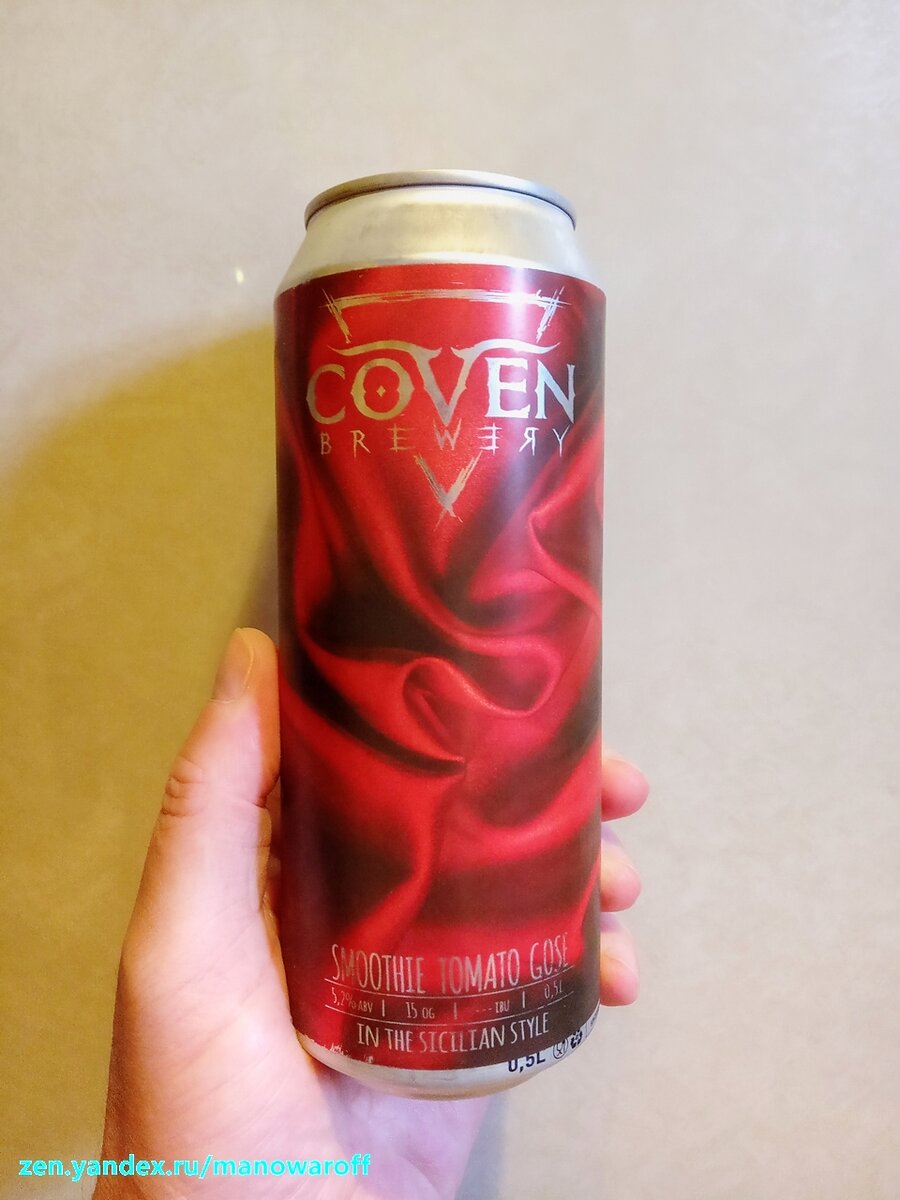 COVEN
BREWERY
SMOOTHIE TOMATO GOSE
5,2% ABV | 15 OG | --- IBU | 0,5L
IN THE SICILIAN STYLE
0,5L
zen.yandex.ru/manowaroff